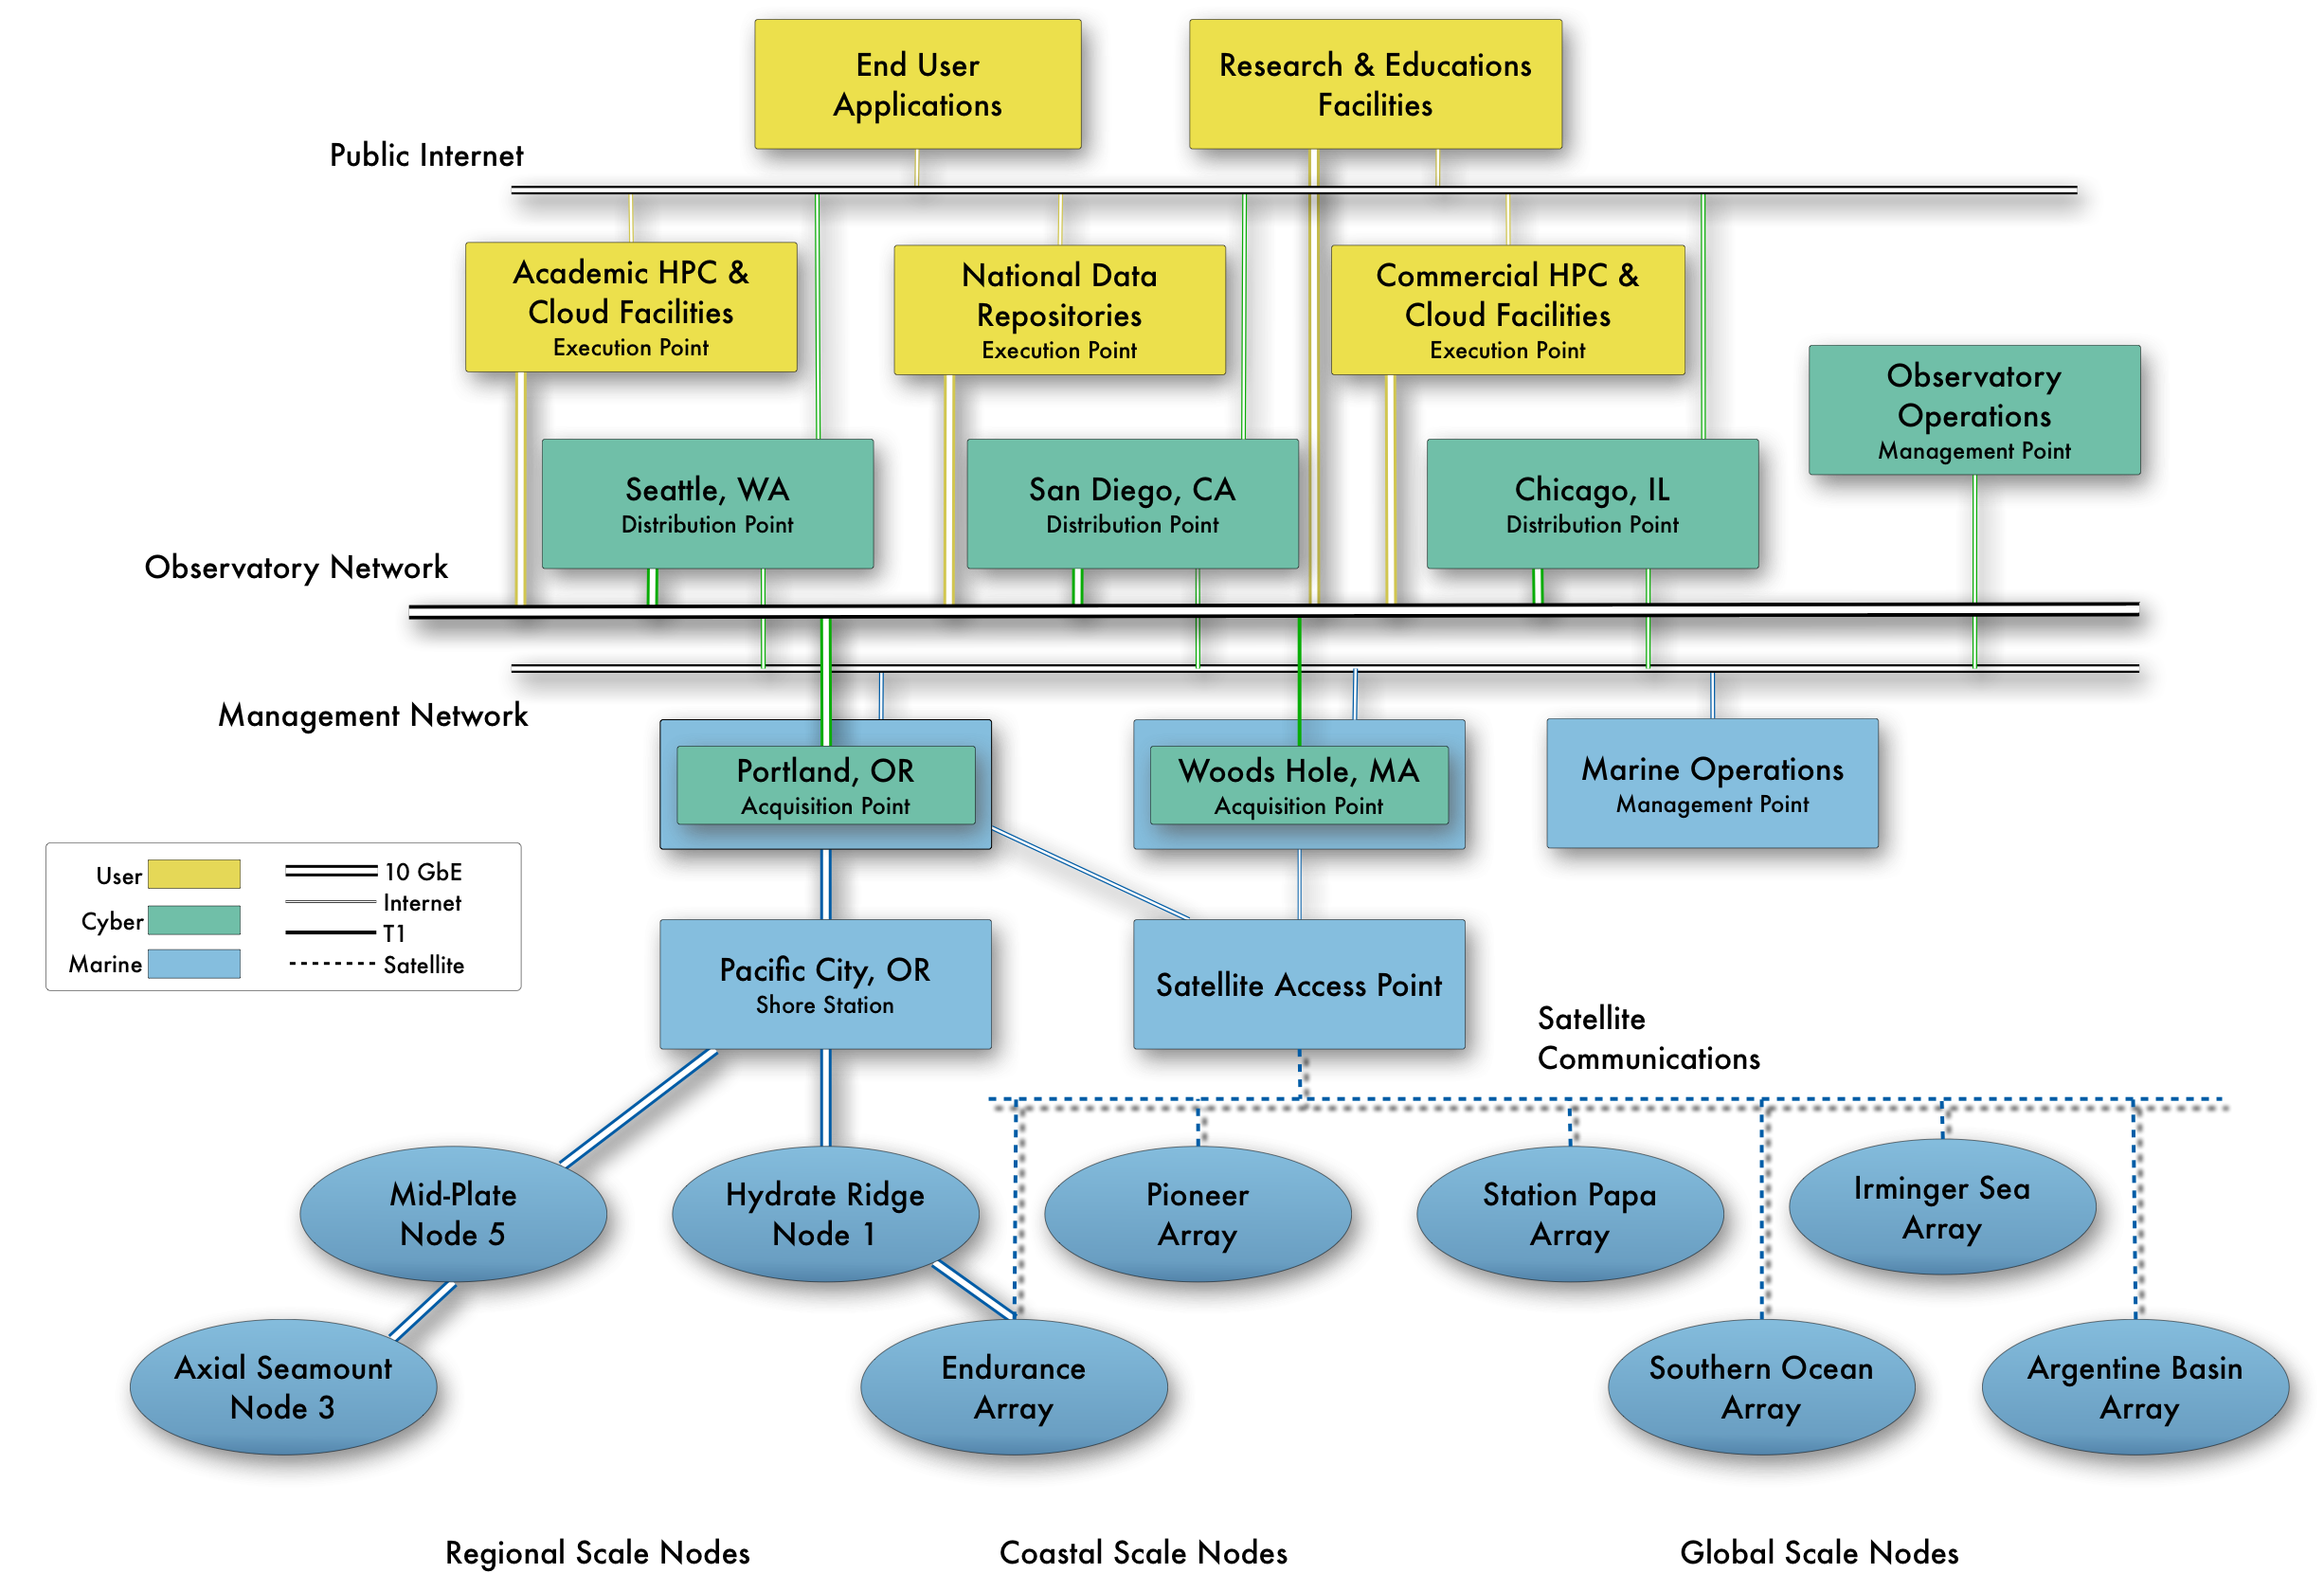 End User
Applications
Research & Educations
Facilities
Public Internet
Academic HPC &
Cloud Facilities
Execution Point
National Data
Repositories
Execution Point
Commercial HPC &
Cloud Facilities
Execution Point
Observatory
Operations
Management Point
Seattle, WA
Distribution Point
San Diego, CA
Distribution Point
Chicago, IL
Distribution Point
Observatory Network
Management Network
Portland, OR
Acquisition Point
Woods Hole, MA
Acquisition Point
Marine Operations
Management Point
User
Cyber
Marine
10 GbE
Internet
T1
Satellite
Pacific City, OR
Shore Station
Satellite Access Point
Satellite
Communications
Mid-Plate
Node 5
Hydrate Ridge
Node 1
Pioneer
Array
Station Papa
Array
Irminger Sea
Array
Axial Seamount
Node 3
Endurance
Array
Southern Ocean
Array
Argentine Basin
Array
Regional Scale Nodes
Coastal Scale Nodes
Global Scale Nodes